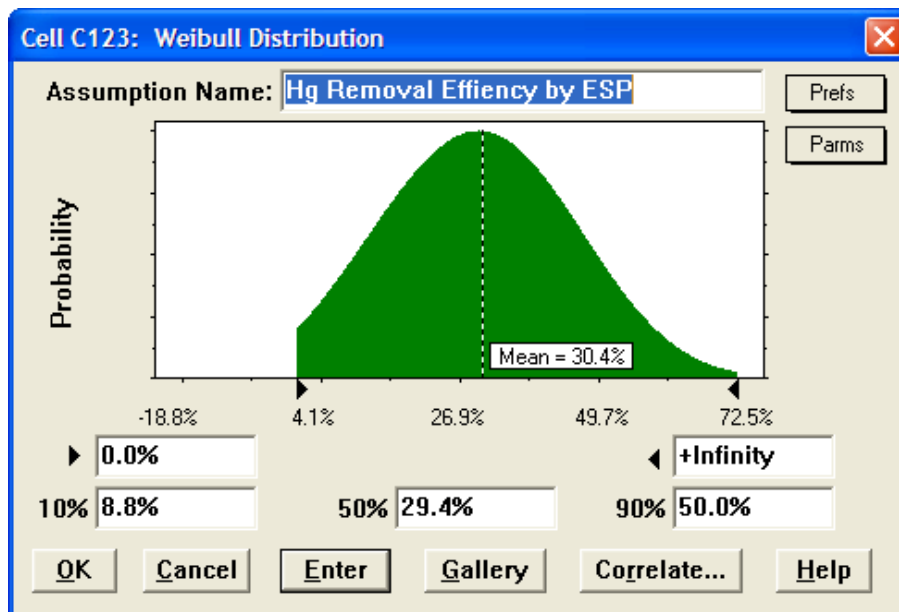 Cell C123: Weibull Distribution
Assumption Name: Hg Removal Effiency by ESP
Prefs
Parms
Probability
Mean = 30.4%
-18.8% 4.1% 26.9% 49.7% 72.5%
0.0% +Infinity
10% 8.8% 50% 29.4% 90% 50.0%
OK Cancel Enter Gallery Correlate... Help